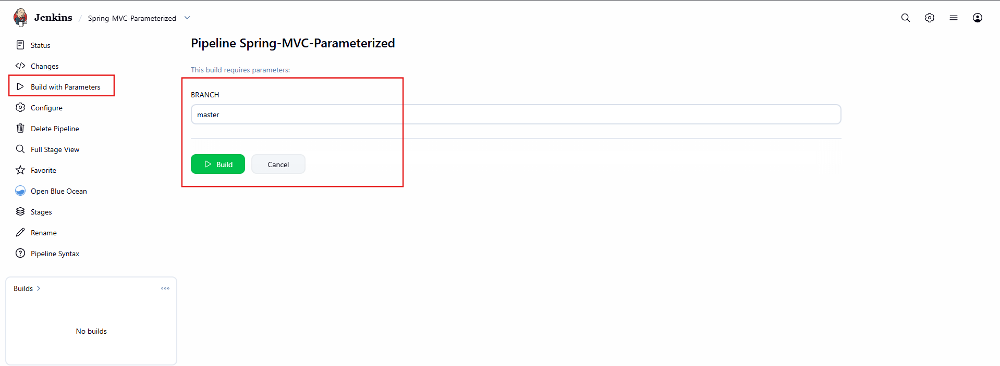 Jenkins / Spring-MVC-Parameterized
Status
Changes
Build with Parameters
Configure
Delete Pipeline
Full Stage View
Favorite
Open Blue Ocean
Stages
Rename
Pipeline Syntax
Builds
No builds
Pipeline Spring-MVC-Parameterized
This build requires parameters:
BRANCH
master
Build
Cancel